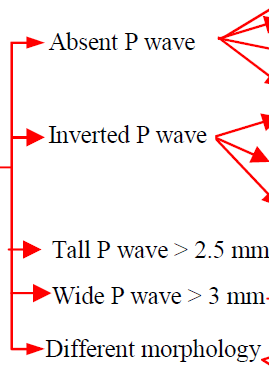 Absent P wave
Inverted P wave
Tall P wave > 2.5 mm
Wide P wave > 3 mm
Different morphology